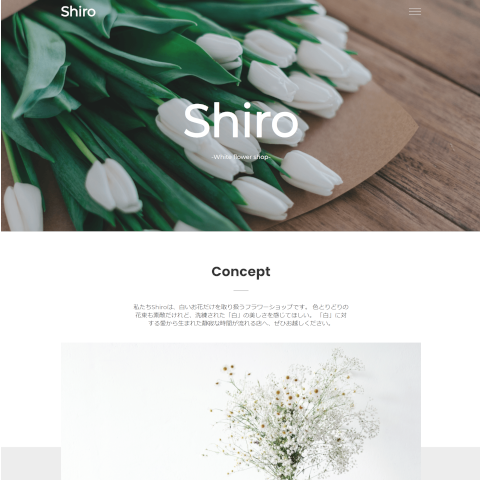 Shiro
Shiro
-White flower shop-
Concept
私たちShiroは、白いお花だけを取り扱うフラワーショップです。 色とりどりの
花束も素敵だけれど、洗練された「白」の美しさを感じてほしい。 「白」に対
する愛から生まれた静寂な時間が流れる店へ、ぜひお越しください。